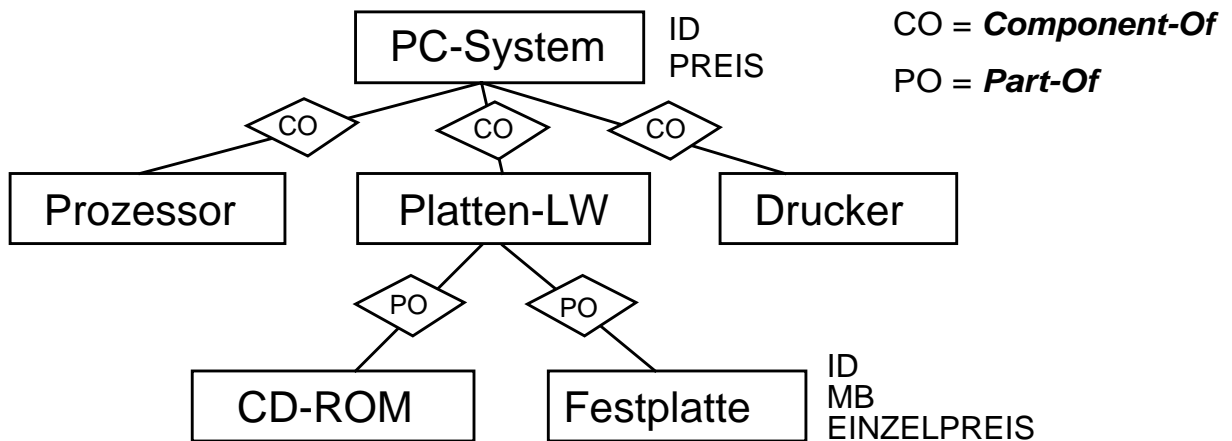 PC-System
ID
PREIS
CO = Component-Of
PO = Part-Of
CO
CO
CO
Prozessor
Platten-LW
Drucker
PO
PO
CD-ROM
Festplatte
ID
MB
EINZELPREIS